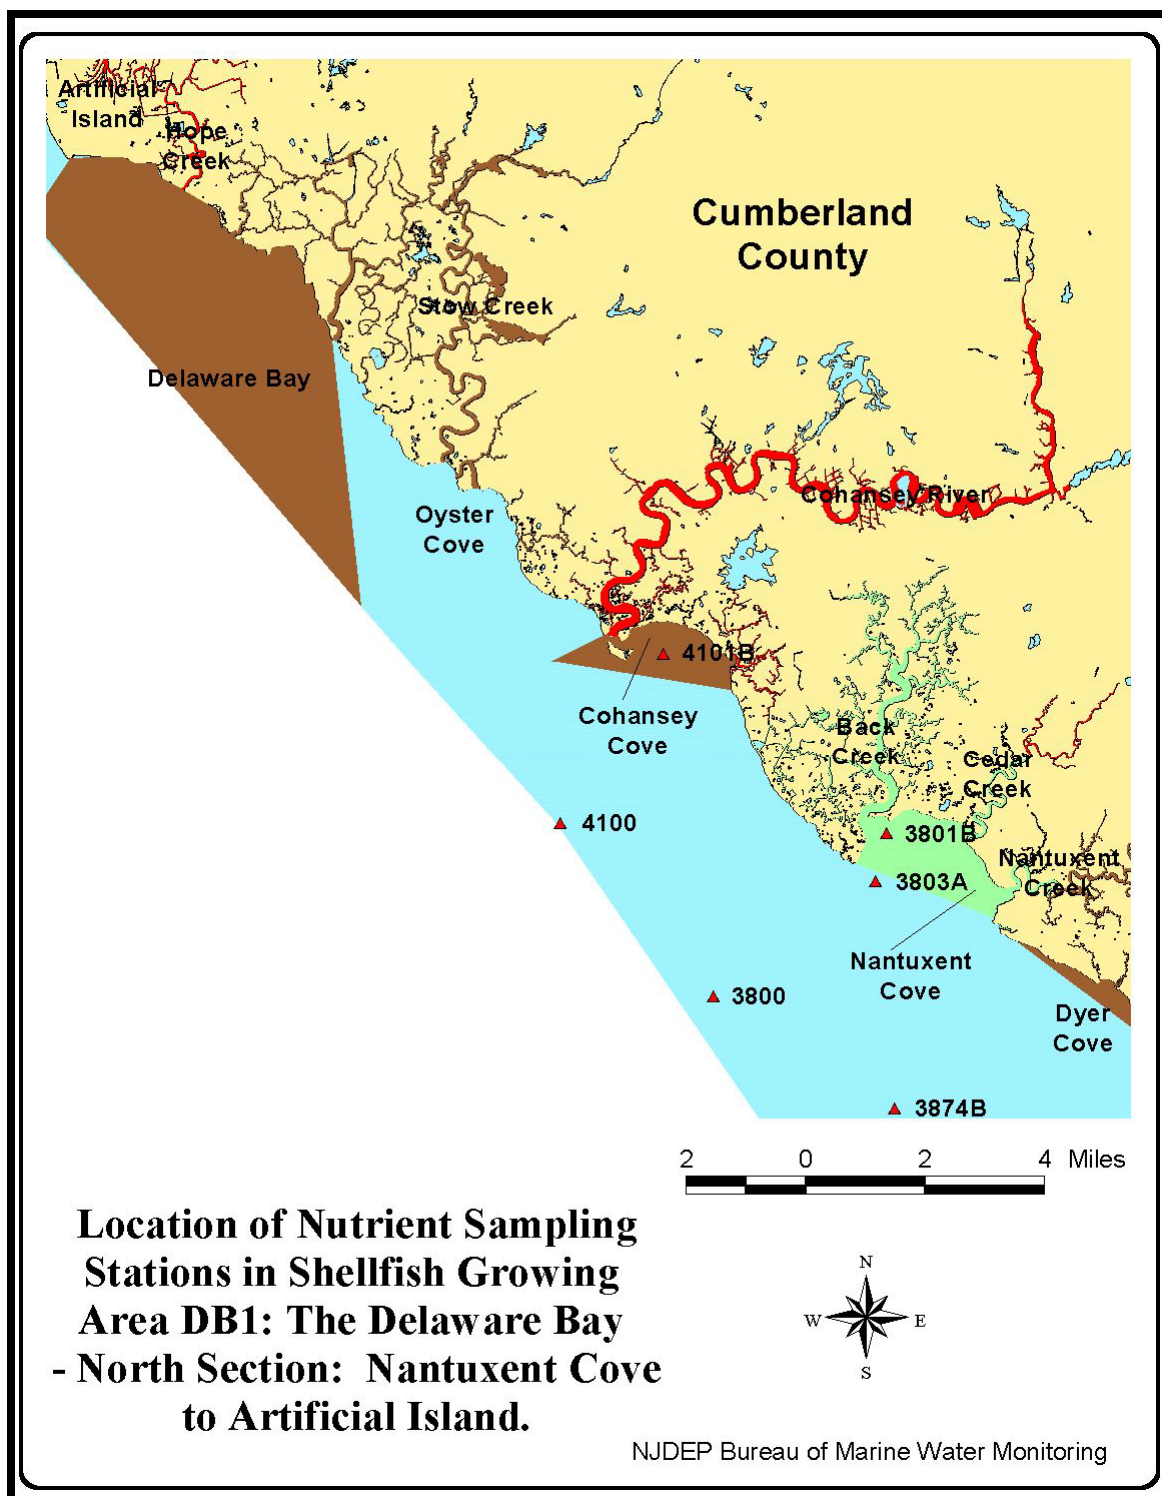 Artificial
Island
Hope
Creek
Cumberland
County
Stow Creek
Delaware Bay
Cohansey River
Oyster
Cove
4101B
Cohansey
Cove
Back
Creek
Cedar
Creek
4100
3801B
Nantuxent
Creek
3803A
Nantuxent
Cove
3800
Dyer
Cove
3874B
2 0 2 4 Miles
Location of Nutrient Sampling
Stations in Shellfish Growing
Area DB1: The Delaware Bay
- North Section: Nantuxent Cove
to Artificial Island.
N
W E
S
NJDEP Bureau of Marine Water Monitoring